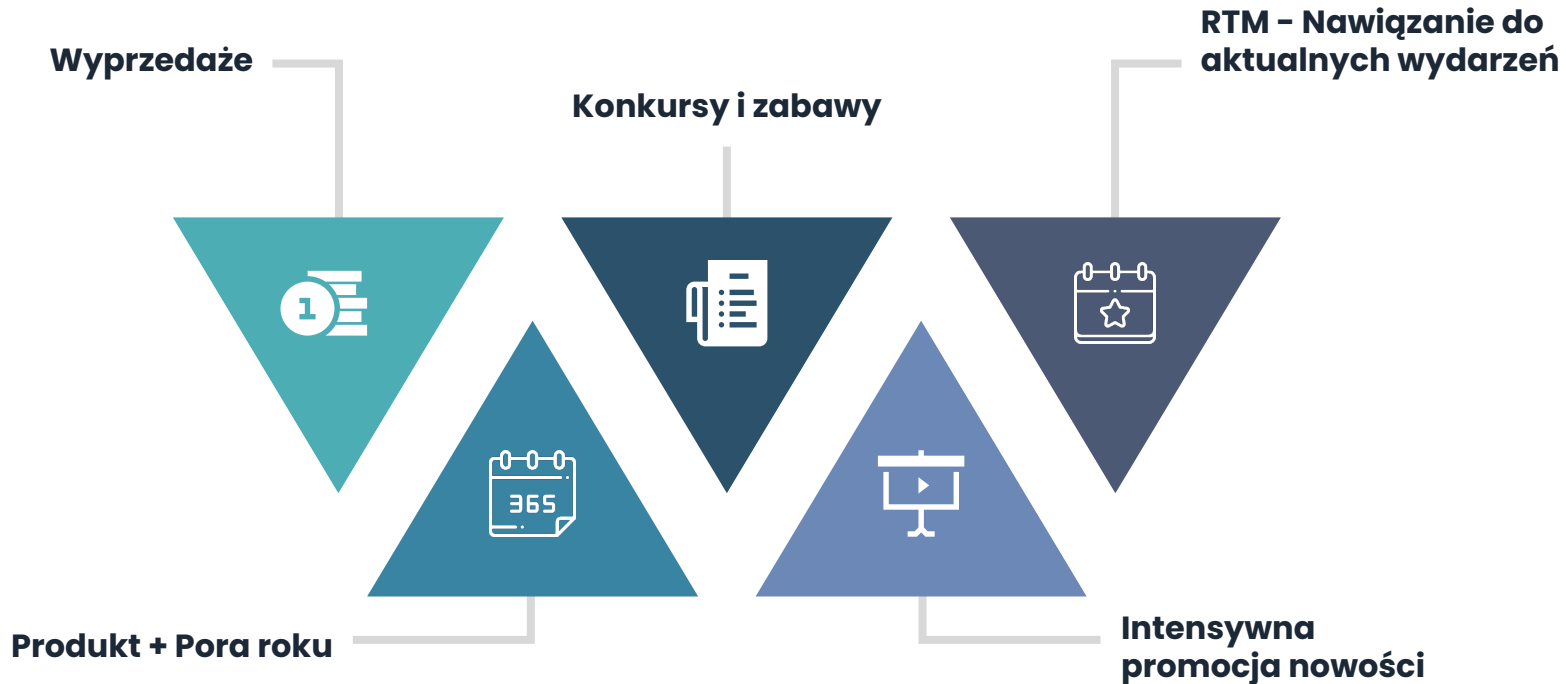 RTM - Nawiązanie do
aktualnych wydarzeń
Wyprzedaże
Konkursy i zabawy
1
365
Produkt + Pora roku
Intensywna
promocja nowości